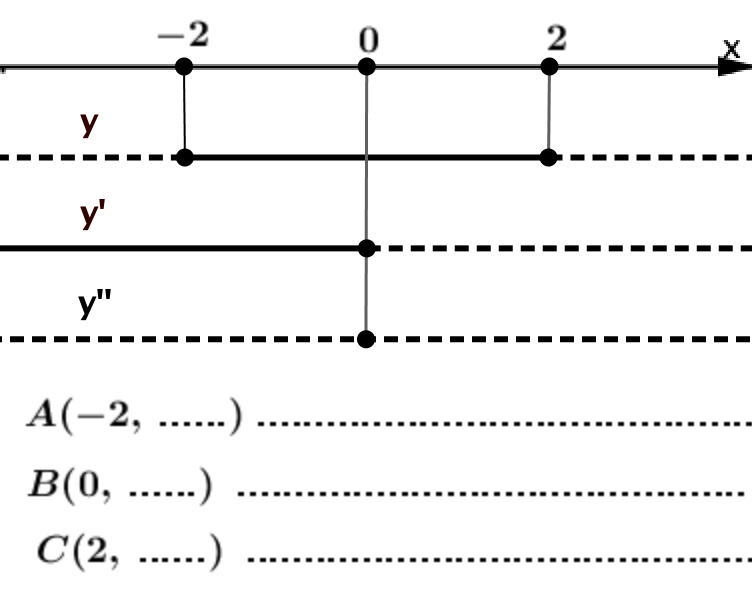 −2 0 2
x
y
y'
y"
A(−2, ......) ................................................
B(0, ......) ................................................
C(2, ......) ................................................